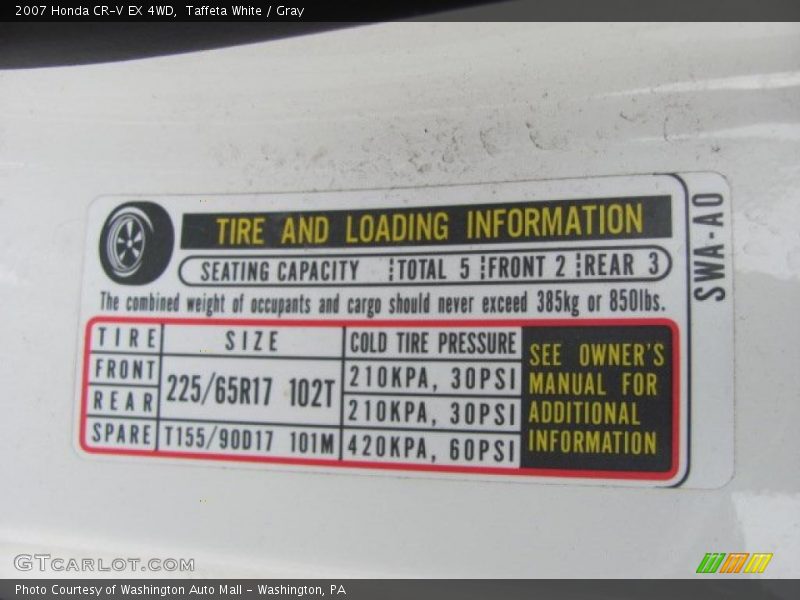 2007 Honda CR-V EX 4WD, Taffeta White / Gray
TIRE AND LOADING INFORMATION
SEATING CAPACITY TOTAL 5 FRONT 2 REAR 3
The combined weight of occupants and cargo should never exceed 385kg or 850lbs.
TIRE SIZE COLD TIRE PRESSURE
FRONT 225/65R17 102T 210KPA, 30PSI
REAR 210KPA, 30PSI
SPARE T155/90D17 101M 420KPA, 60PSI
SEE OWNER'S
MANUAL FOR
ADDITIONAL
INFORMATION
SWA-A0
GTCARLOT.COM
Photo Courtesy of Washington Auto Mall - Washington, PA